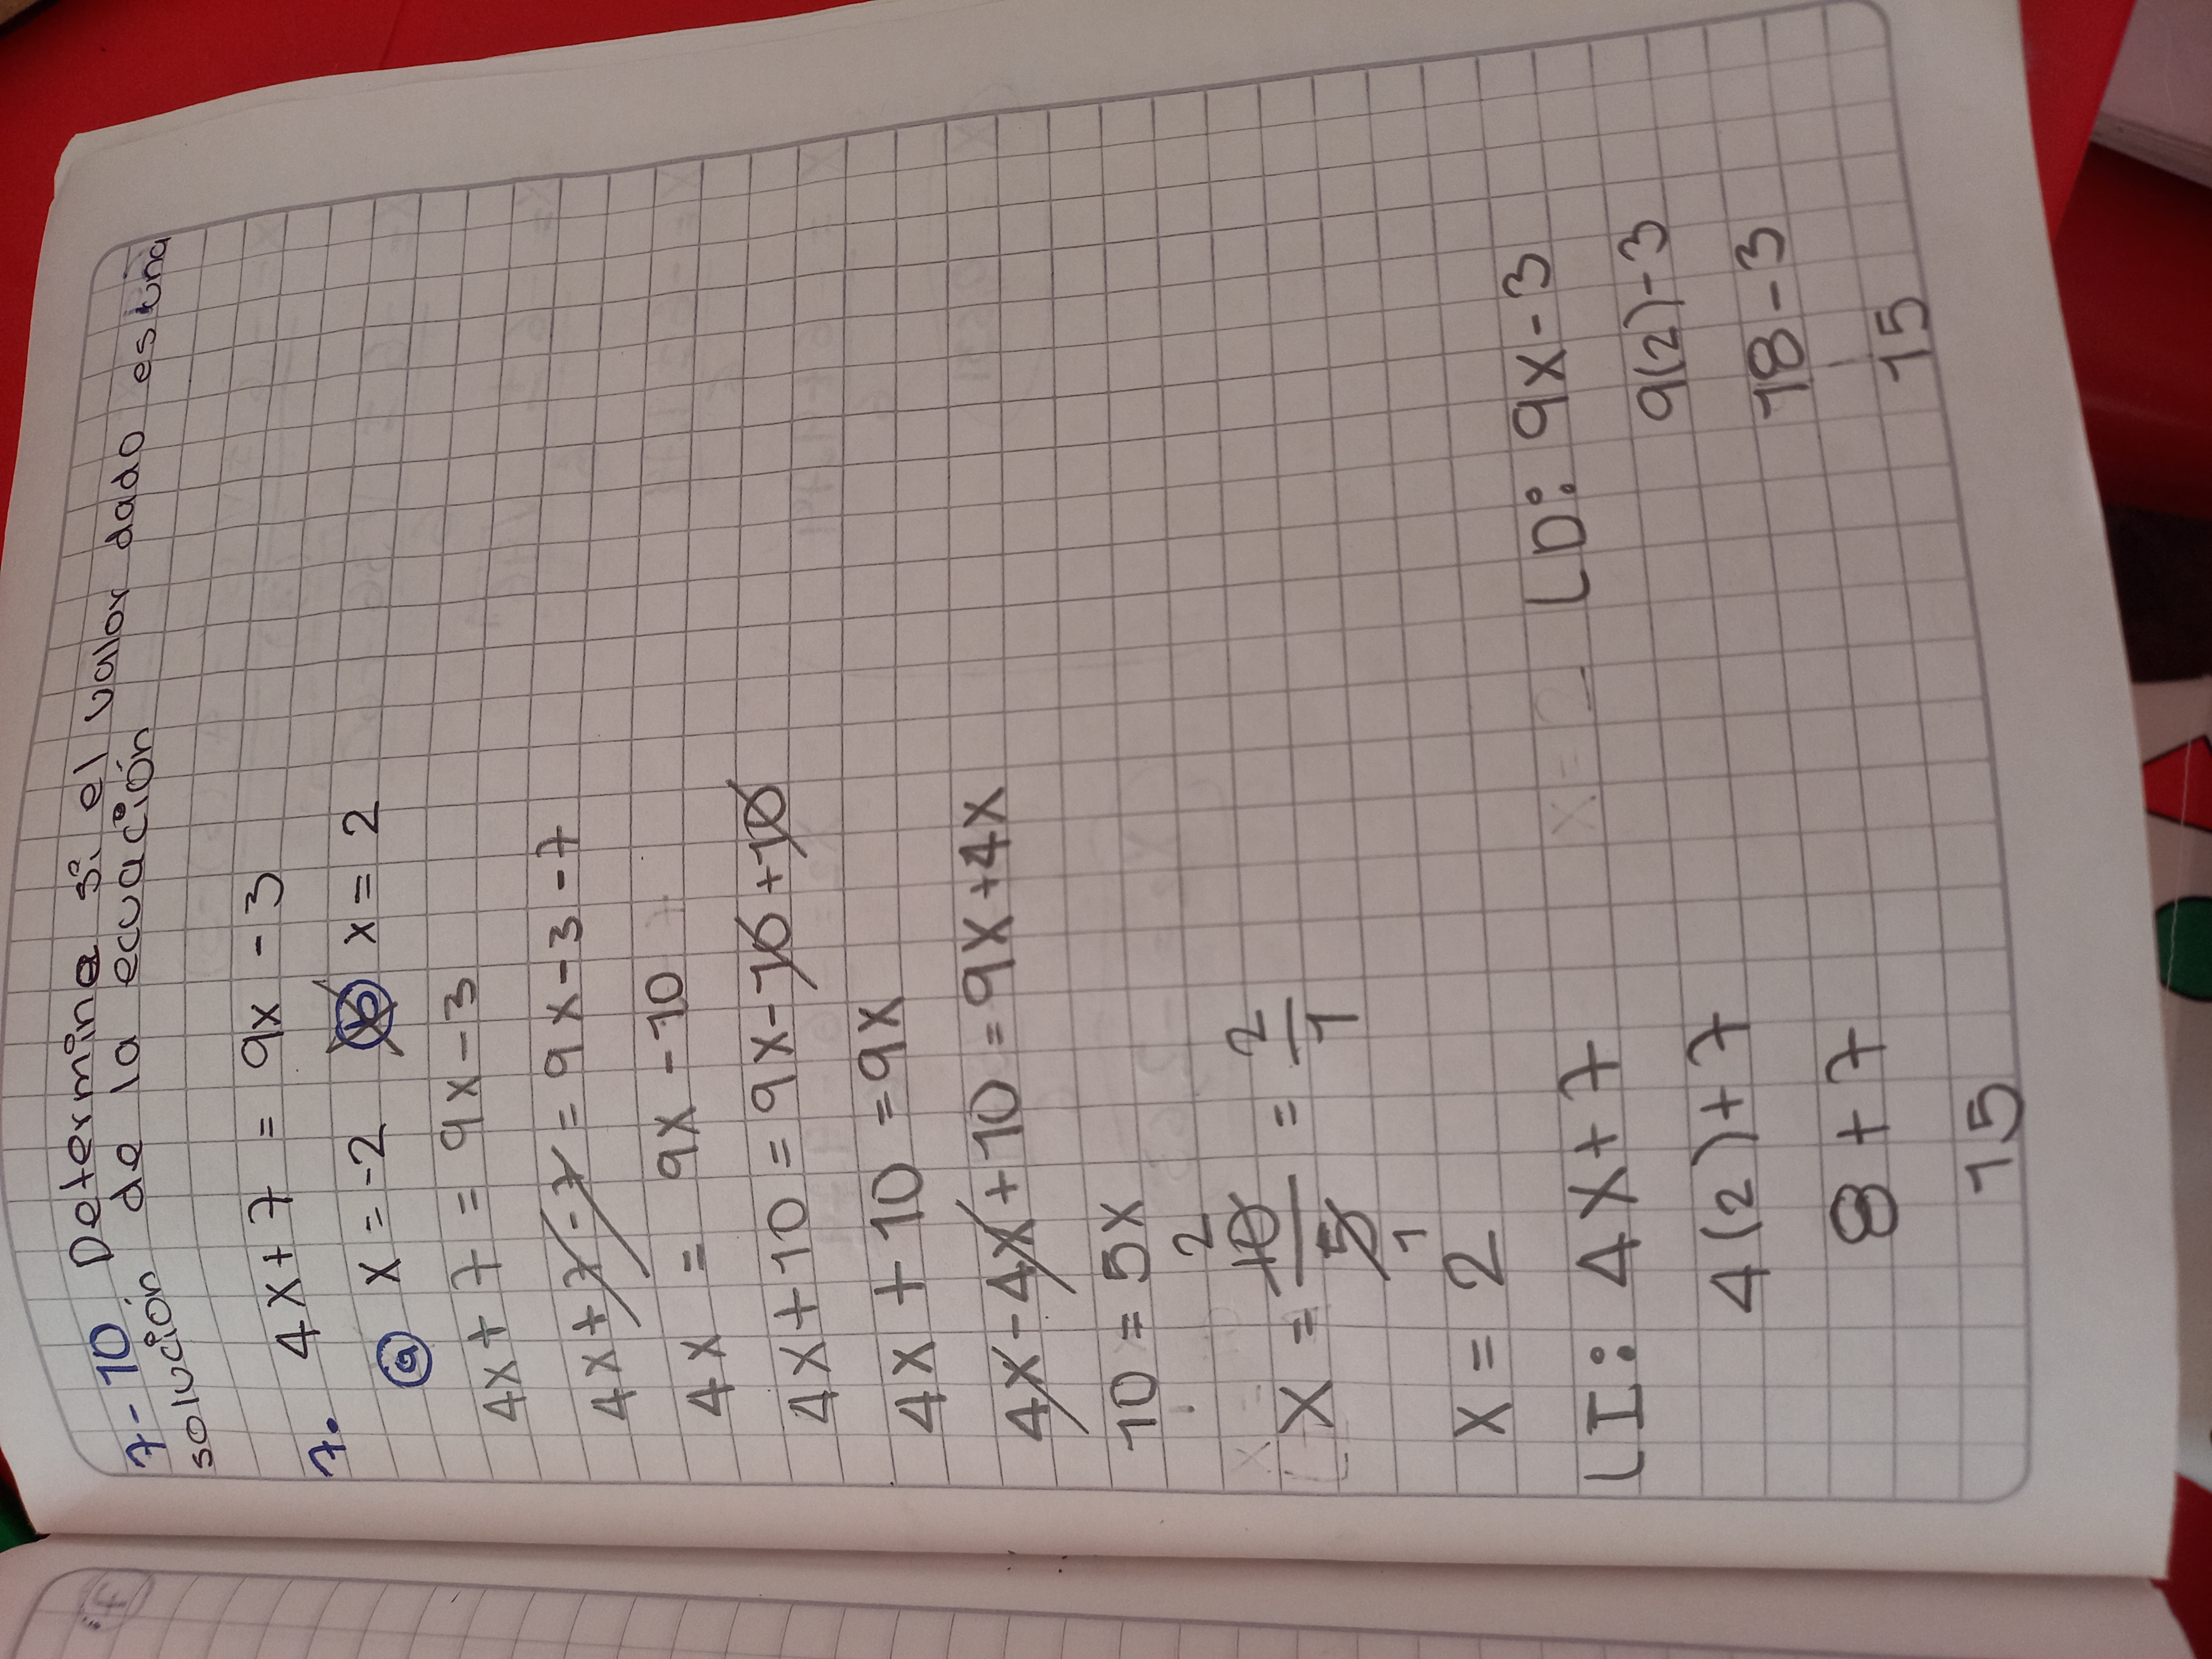 7-10 Determine si el valor dado es una
solución de la ecuación
7. 4x+7 = 9x - 3
a x = -2 b x = 2
4x + 7 = 9x - 3
4x + 7 - 7 = 9x - 3 - 7
4x = 9x - 10
4x + 10 = 9x - 10 + 10
4x + 10 = 9x
4x - 4x + 10 = 9x + 4x
10 = 5x
2
x = 10/5 = 2/1
1
x = 2
LI: 4x + 7 LD: 9x - 3
4(2) + 7 9(2) - 3
8 + 7 18 - 3
15 15